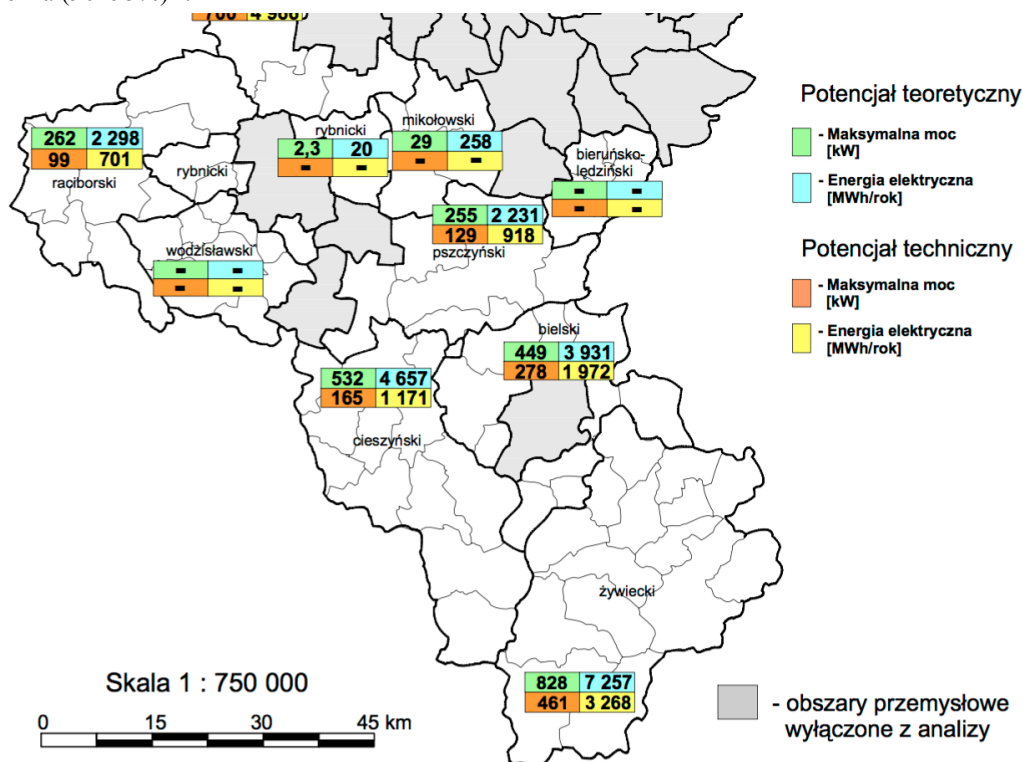 rybnicki
mikołowski
262 2 298
99 701
raciborski
2,3 20
- -
29 258
- -
rybnicki
bieruńsko-
lędziński
- -
- -
255 2 231
129 918
pszczyński
wodzisławski
- -
- -
bielski
449 3 931
278 1 972
532 4 657
165 1 171
cieszyński
żywiecki
828 7 257
461 3 268
Potencjał teoretyczny
- Maksymalna moc
[kW]
- Energia elektryczna
[MWh/rok]
Potencjał techniczny
- Maksymalna moc
[kW]
- Energia elektryczna
[MWh/rok]
Skala 1 : 750 000
0 15 30 45 km
- obszary przemysłowe
wyłączone z analizy